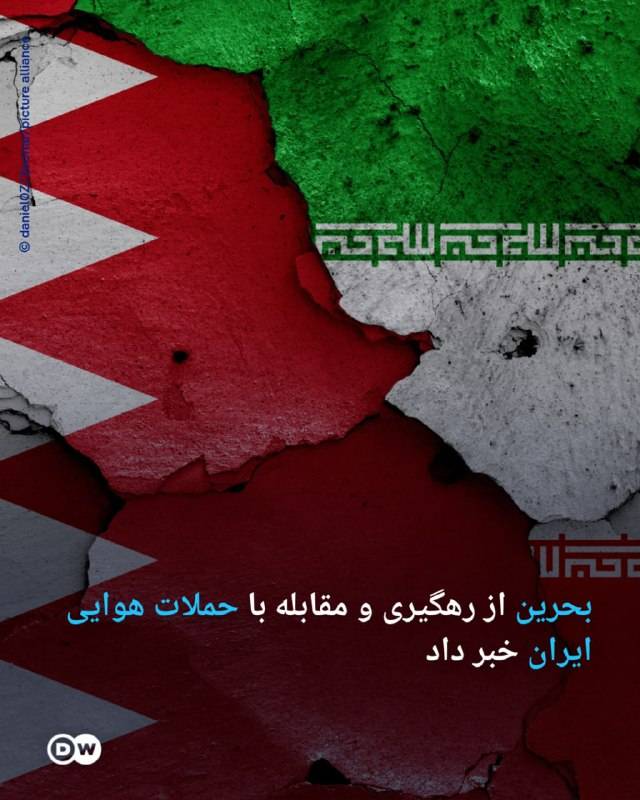 بحرین از رهگیری و مقابله با حملات هوایی
ایران خبر داد
DW